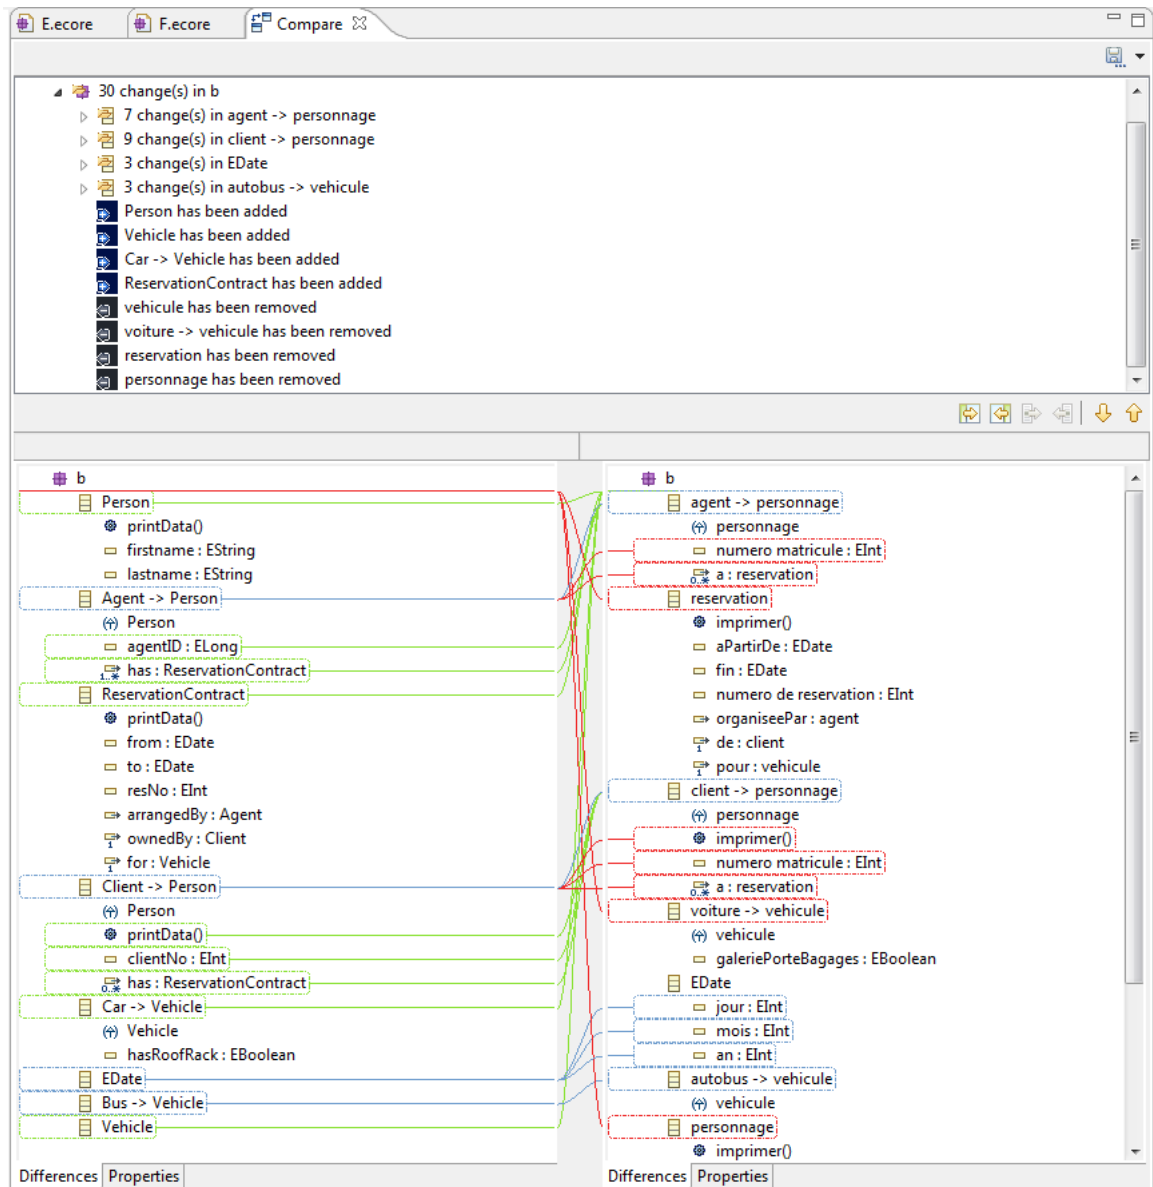 E.ecore F.ecore Compare
30 change(s) in b
7 change(s) in agent -> personnage
9 change(s) in client -> personnage
3 change(s) in EDate
3 change(s) in autobus -> vehicule
Person has been added
Vehicle has been added
Car -> Vehicle has been added
ReservationContract has been added
vehicule has been removed
voiture -> vehicule has been removed
reservation has been removed
personnage has been removed
b
Person
printData()
firstname : EString
lastname : EString
Agent -> Person
Person
agentID : ELong
1..* has : ReservationContract
ReservationContract
printData()
from : EDate
to : EDate
resNo : EInt
arrangedBy : Agent
1 ownedBy : Client
1 for : Vehicle
Client -> Person
Person
printData()
clientNo : EInt
0..* has : ReservationContract
Car -> Vehicle
Vehicle
hasRoofRack : EBoolean
EDate
Bus -> Vehicle
Vehicle
Differences Properties
b
agent -> personnage
personnage
numero matricule : EInt
0..* a : reservation
reservation
imprimer()
aPartirDe : EDate
fin : EDate
numero de reservation : EInt
organiseePar : agent
1 de : client
1 pour : vehicule
client -> personnage
personnage
imprimer()
numero matricule : EInt
0..* a : reservation
voiture -> vehicule
vehicule
galeriePorteBagages : EBoolean
EDate
jour : EInt
mois : EInt
an : EInt
autobus -> vehicule
vehicule
personnage
imprimer()
Differences Properties